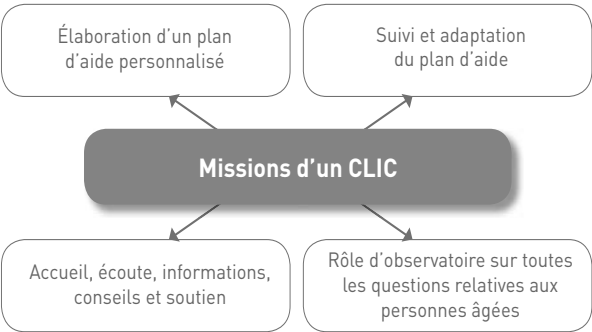 Élaboration d'un plan
d'aide personnalisé
Suivi et adaptation
du plan d'aide
Missions d'un CLIC
Accueil, écoute, informations,
conseils et soutien
Rôle d'observatoire sur toutes
les questions relatives aux
personnes âgées